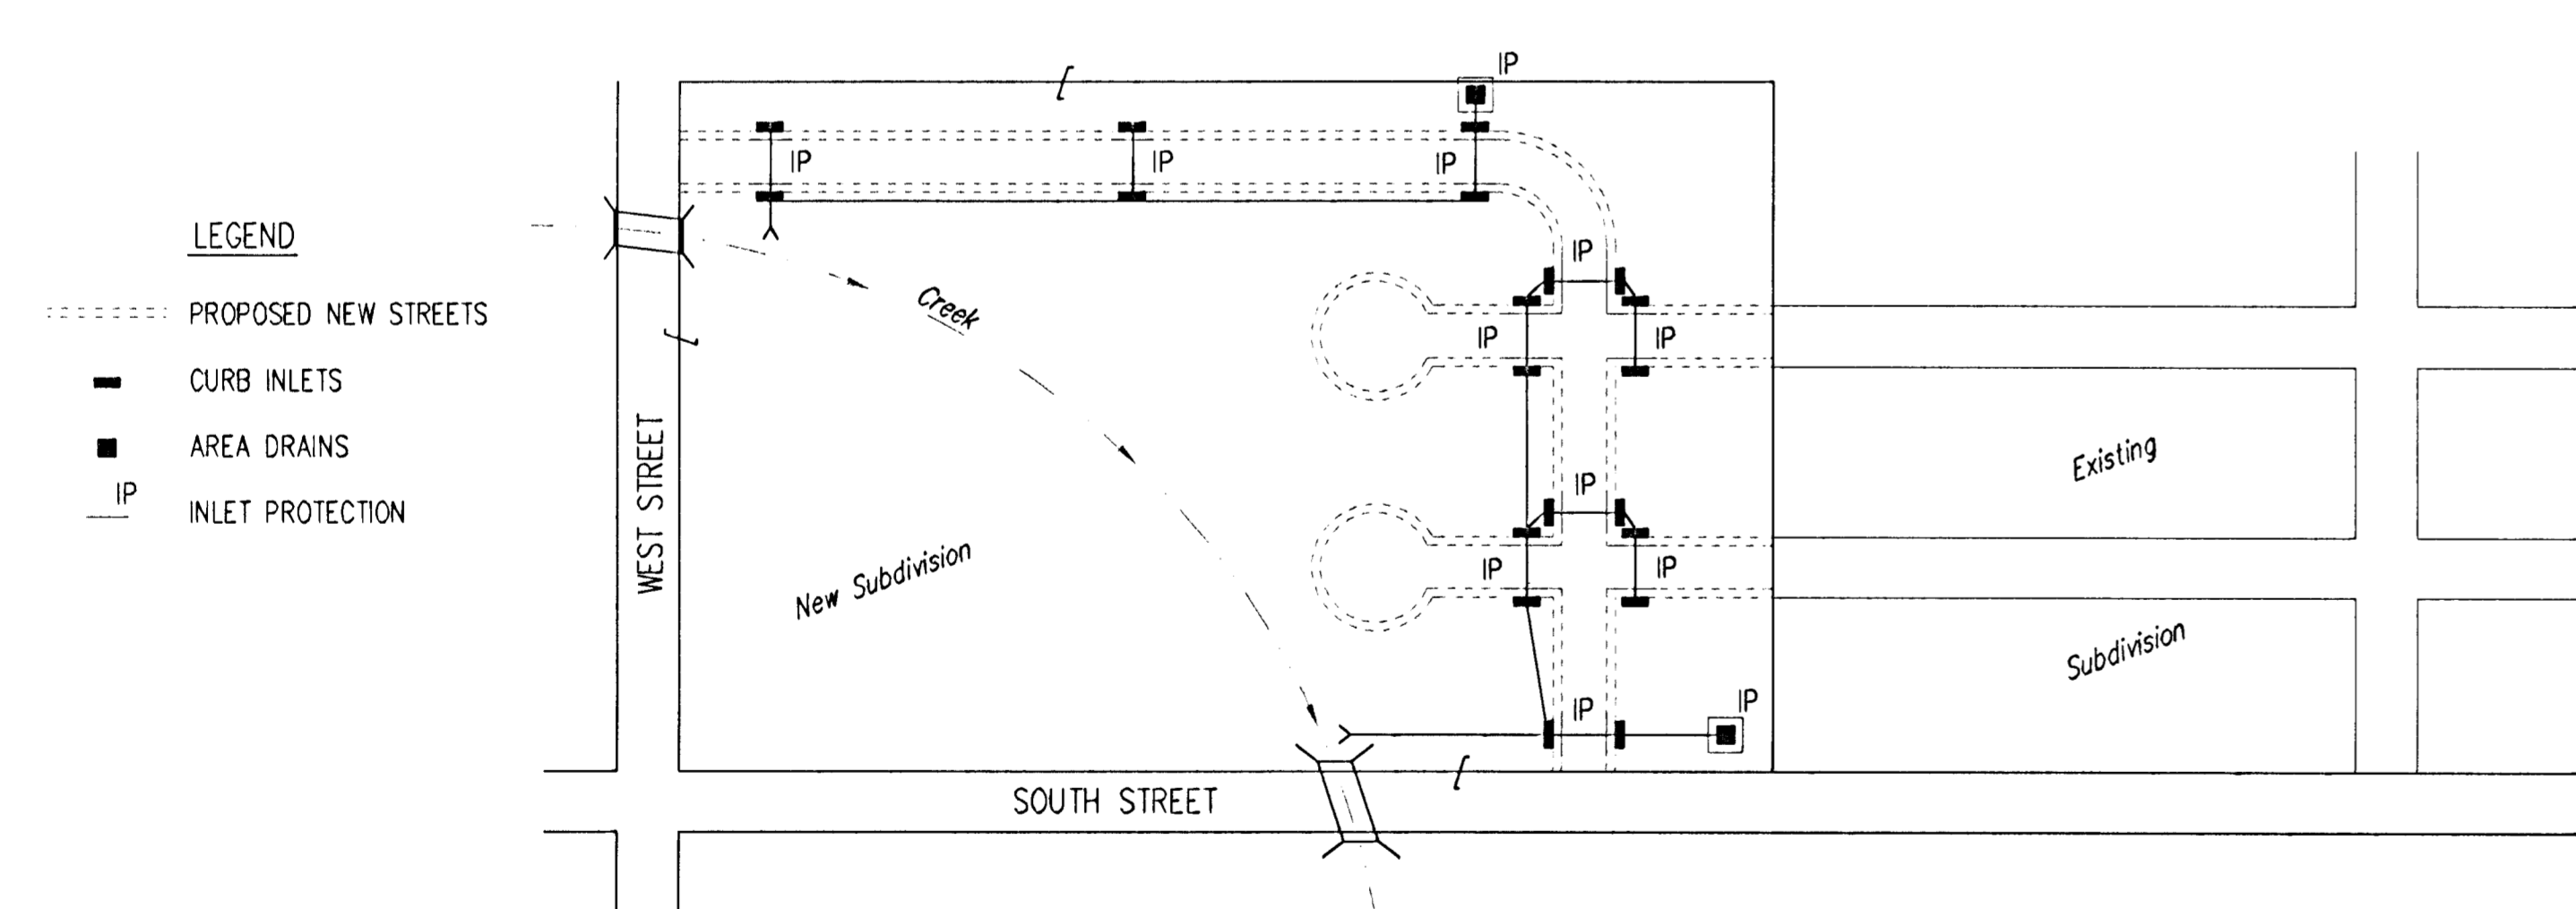 IP
IP
IP
IP
LEGEND
IP
PROPOSED NEW STREETS
Creek
IP
IP
CURB INLETS
AREA DRAINS
WEST STREET
Existing
IP
IP
INLET PROTECTION
New Subdivision
IP
IP
Subdivision
IP
IP
SOUTH STREET